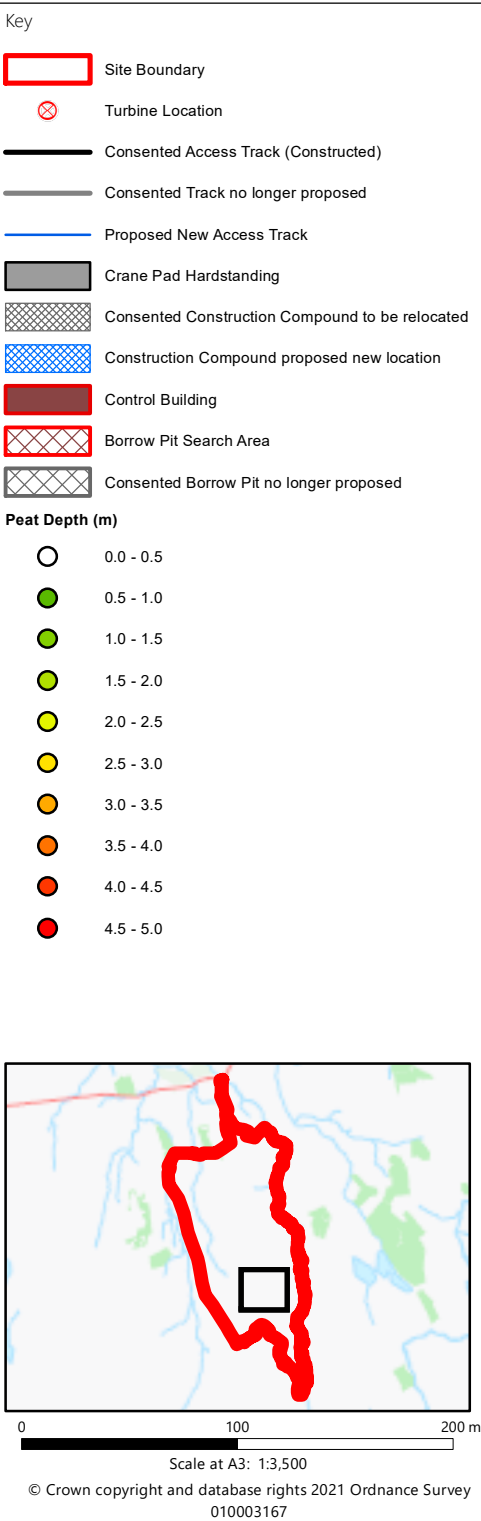 Key
Site Boundary
Turbine Location
Consented Access Track (Constructed)
Consented Track no longer proposed
Proposed New Access Track
Crane Pad Hardstanding
Consented Construction Compound to be relocated
Construction Compound proposed new location
Control Building
Borrow Pit Search Area
Consented Borrow Pit no longer proposed
Peat Depth (m)
0.0 - 0.5
0.5 - 1.0
1.0 - 1.5
1.5 - 2.0
2.0 - 2.5
2.5 - 3.0
3.0 - 3.5
3.5 - 4.0
4.0 - 4.5
4.5 - 5.0
0 100 200 m
Scale at A3: 1:3,500
© Crown copyright and database rights 2021 Ordnance Survey
010003167